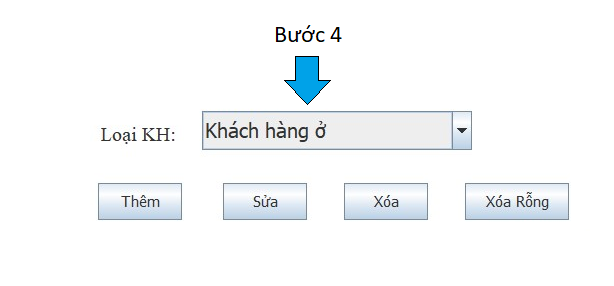 Bước 4
Loại KH: Khách hàng ở
Thêm Sửa Xóa Xóa Rỗng